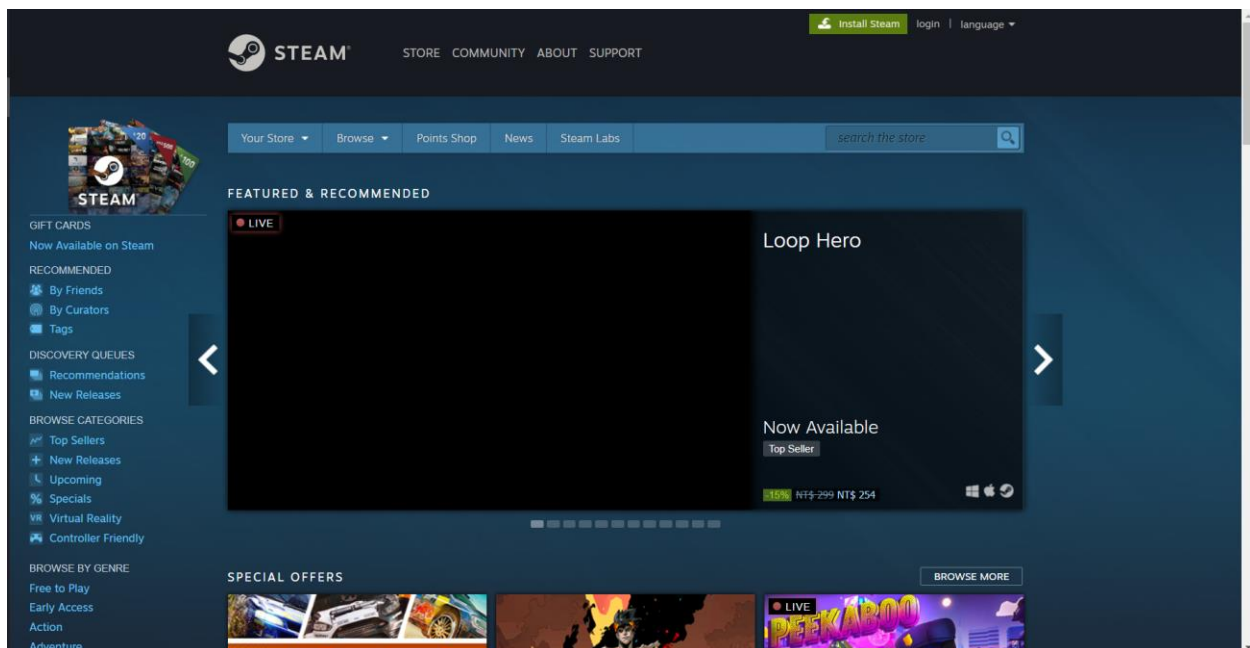 Install Steam login | language
STEAM®
STORE COMMUNITY ABOUT SUPPORT
20
100
STEAM
Your Store Browse Points Shop News Steam Labs search the store
GIFT CARDS
Now Available on Steam
RECOMMENDED
By Friends
By Curators
Tags
DISCOVERY QUEUES
Recommendations
New Releases
BROWSE CATEGORIES
Top Sellers
New Releases
Upcoming
Specials
VR Virtual Reality
Controller Friendly
BROWSE BY GENRE
Free to Play
Early Access
Action
Adventure
FEATURED & RECOMMENDED
LIVE
Loop Hero
Now Available
Top Seller
-15% NT$ 299 NT$ 254
SPECIAL OFFERS
BROWSE MORE
LIVE
PEEKABOO